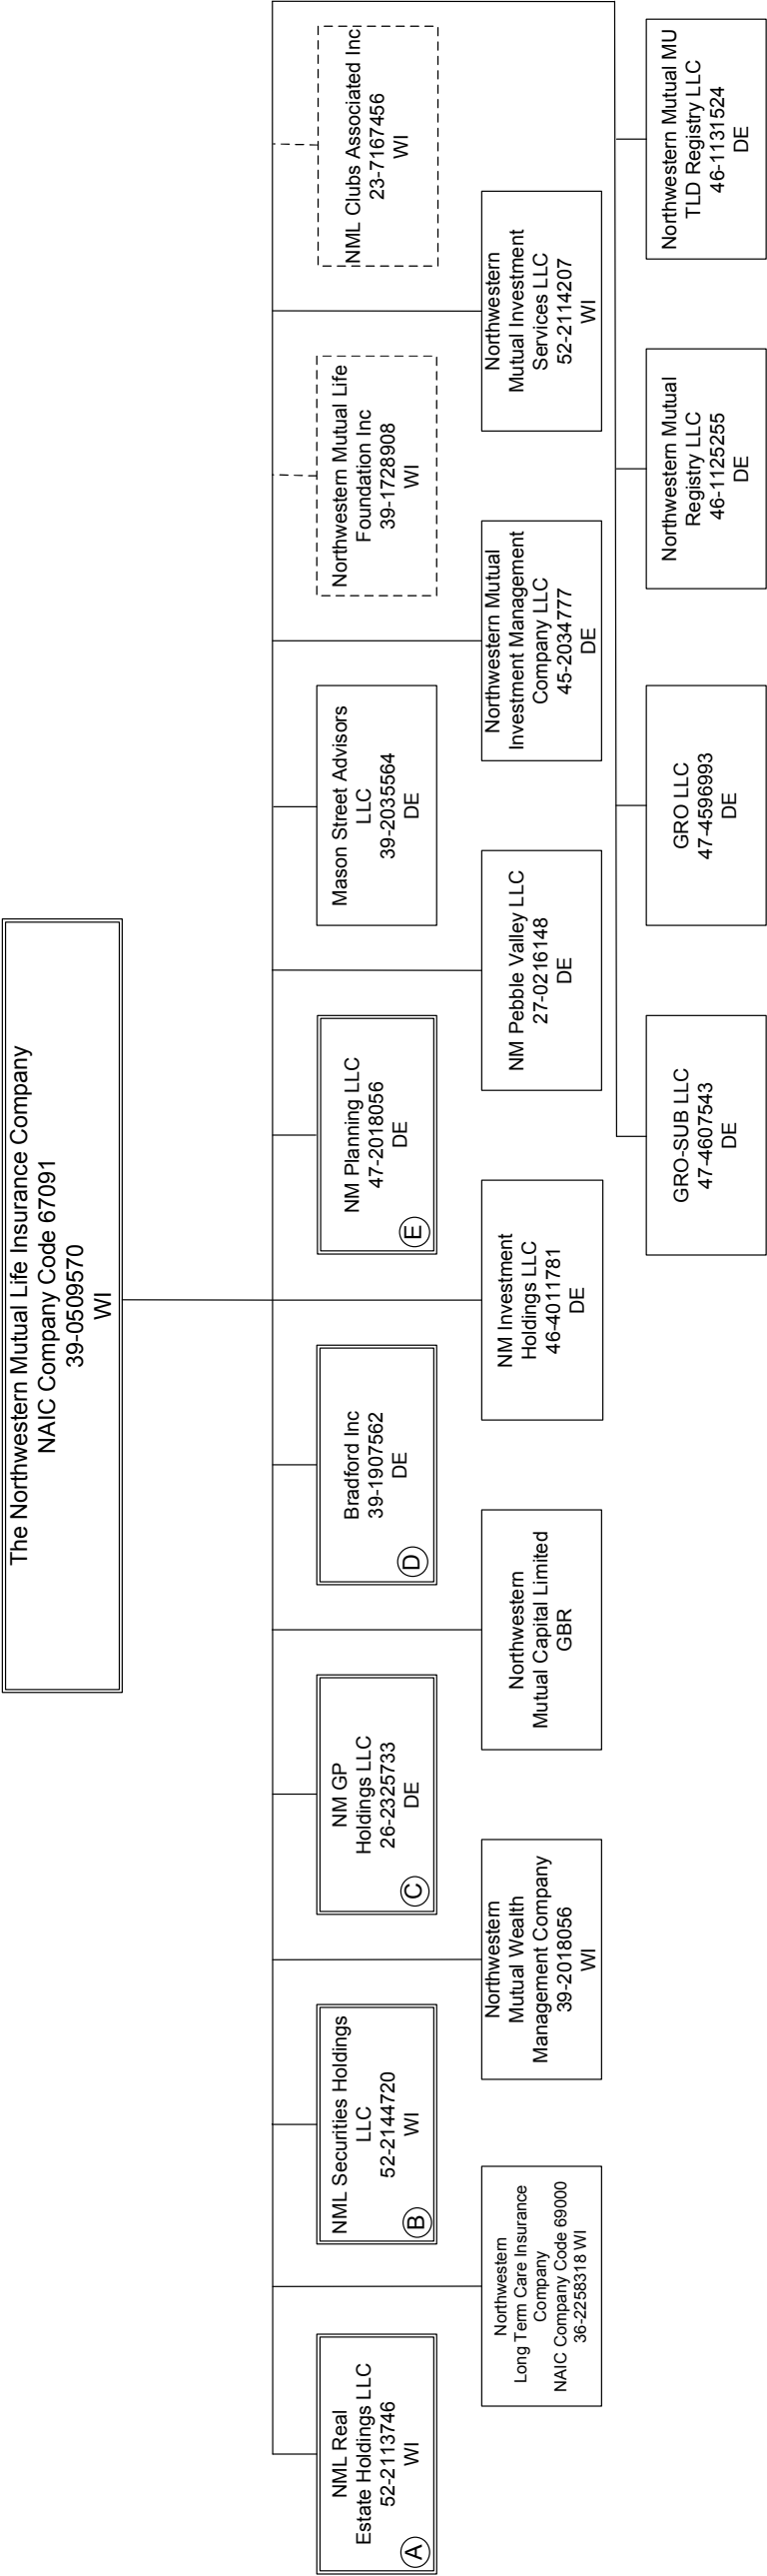 The Northwestern Mutual Life Insurance Company
NAIC Company Code 67091
39-0509570
WI
NML Real
Estate Holdings LLC
52-2113746
WI
A
NML Securities Holdings
LLC
52-2144720
WI
B
NM GP
Holdings LLC
26-2325733
DE
C
Bradford Inc
39-1907562
DE
D
NM Planning LLC
47-2018056
DE
E
Mason Street Advisors
LLC
39-2035564
DE
Northwestern Mutual Life
Foundation Inc
39-1728908
WI
NML Clubs Associated Inc
23-7167456
WI
Northwestern
Long Term Care Insurance
Company
NAIC Company Code 69000
36-2258318 WI
Northwestern
Mutual Wealth
Management Company
39-2018056
WI
Northwestern
Mutual Capital Limited
GBR
NM Investment
Holdings LLC
46-4011781
DE
NM Pebble Valley LLC
27-0216148
DE
Northwestern Mutual
Investment Management
Company LLC
45-2034777
DE
Northwestern
Mutual Investment
Services LLC
52-2114207
WI
GRO-SUB LLC
47-4607543
DE
GRO LLC
47-4596993
DE
Northwestern Mutual
Registry LLC
46-1125255
DE
Northwestern Mutual MU
TLD Registry LLC
46-1131524
DE